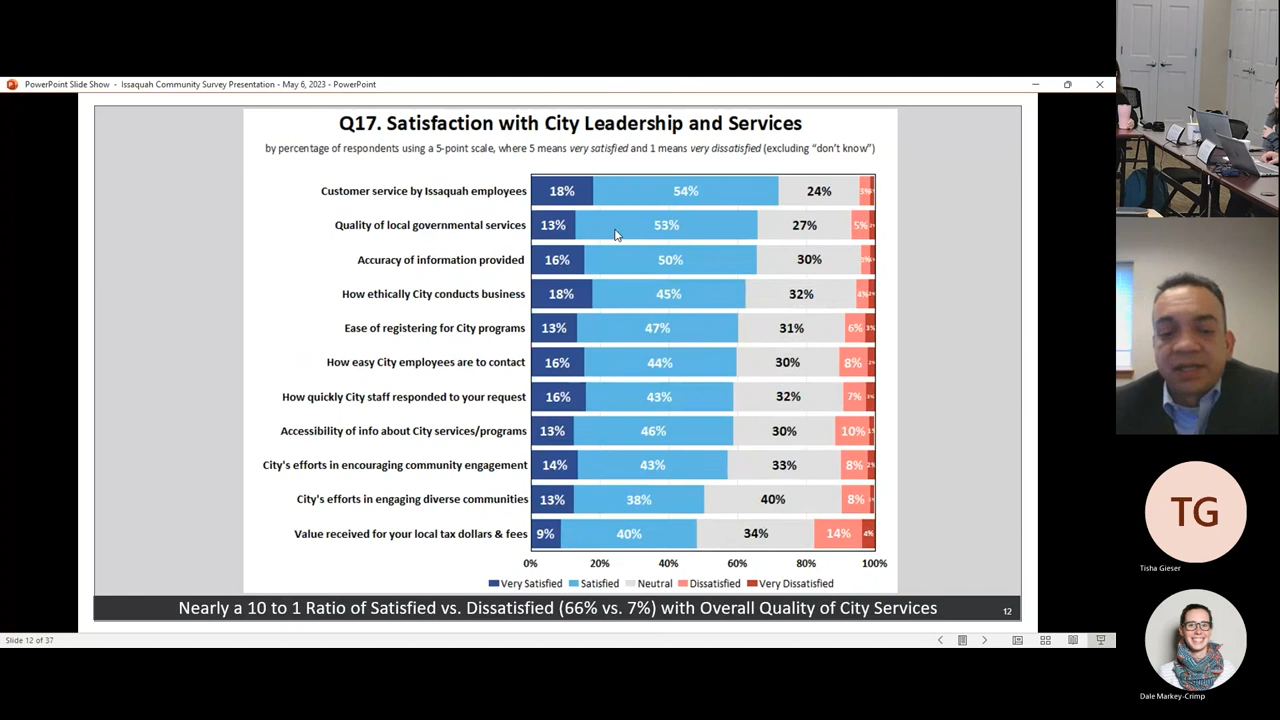 PowerPoint Slide Show - Issaquah Community Survey Presentation - May 6, 2023 - PowerPoint
Q17. Satisfaction with City Leadership and Services
by percentage of respondents using a 5-point scale, where 5 means very satisfied and 1 means very dissatisfied (excluding "don't know")
Customer service by Issaquah employees 18% 54% 24% 3%
Quality of local governmental services 13% 53% 27% 5% 2%
Accuracy of information provided 16% 50% 30%
How ethically City conducts business 18% 45% 32% 4% 2%
Ease of registering for City programs 13% 47% 31% 6% 3%
How easy City employees are to contact 16% 44% 30% 8% 2%
How quickly City staff responded to your request 16% 43% 32% 7% 3%
Accessibility of info about City services/programs 13% 46% 30% 10%
City's efforts in encouraging community engagement 14% 43% 33% 8% 2%
City's efforts in engaging diverse communities 13% 38% 40% 8%
Value received for your local tax dollars & fees 9% 40% 34% 14% 4%
0% 20% 40% 60% 80% 100%
Very Satisfied Satisfied Neutral Dissatisfied Very Dissatisfied
Nearly a 10 to 1 Ratio of Satisfied vs. Dissatisfied (66% vs. 7%) with Overall Quality of City Services 12
Slide 12 of 37
TG
Tisha Gieser
Dale Markey-Crimp